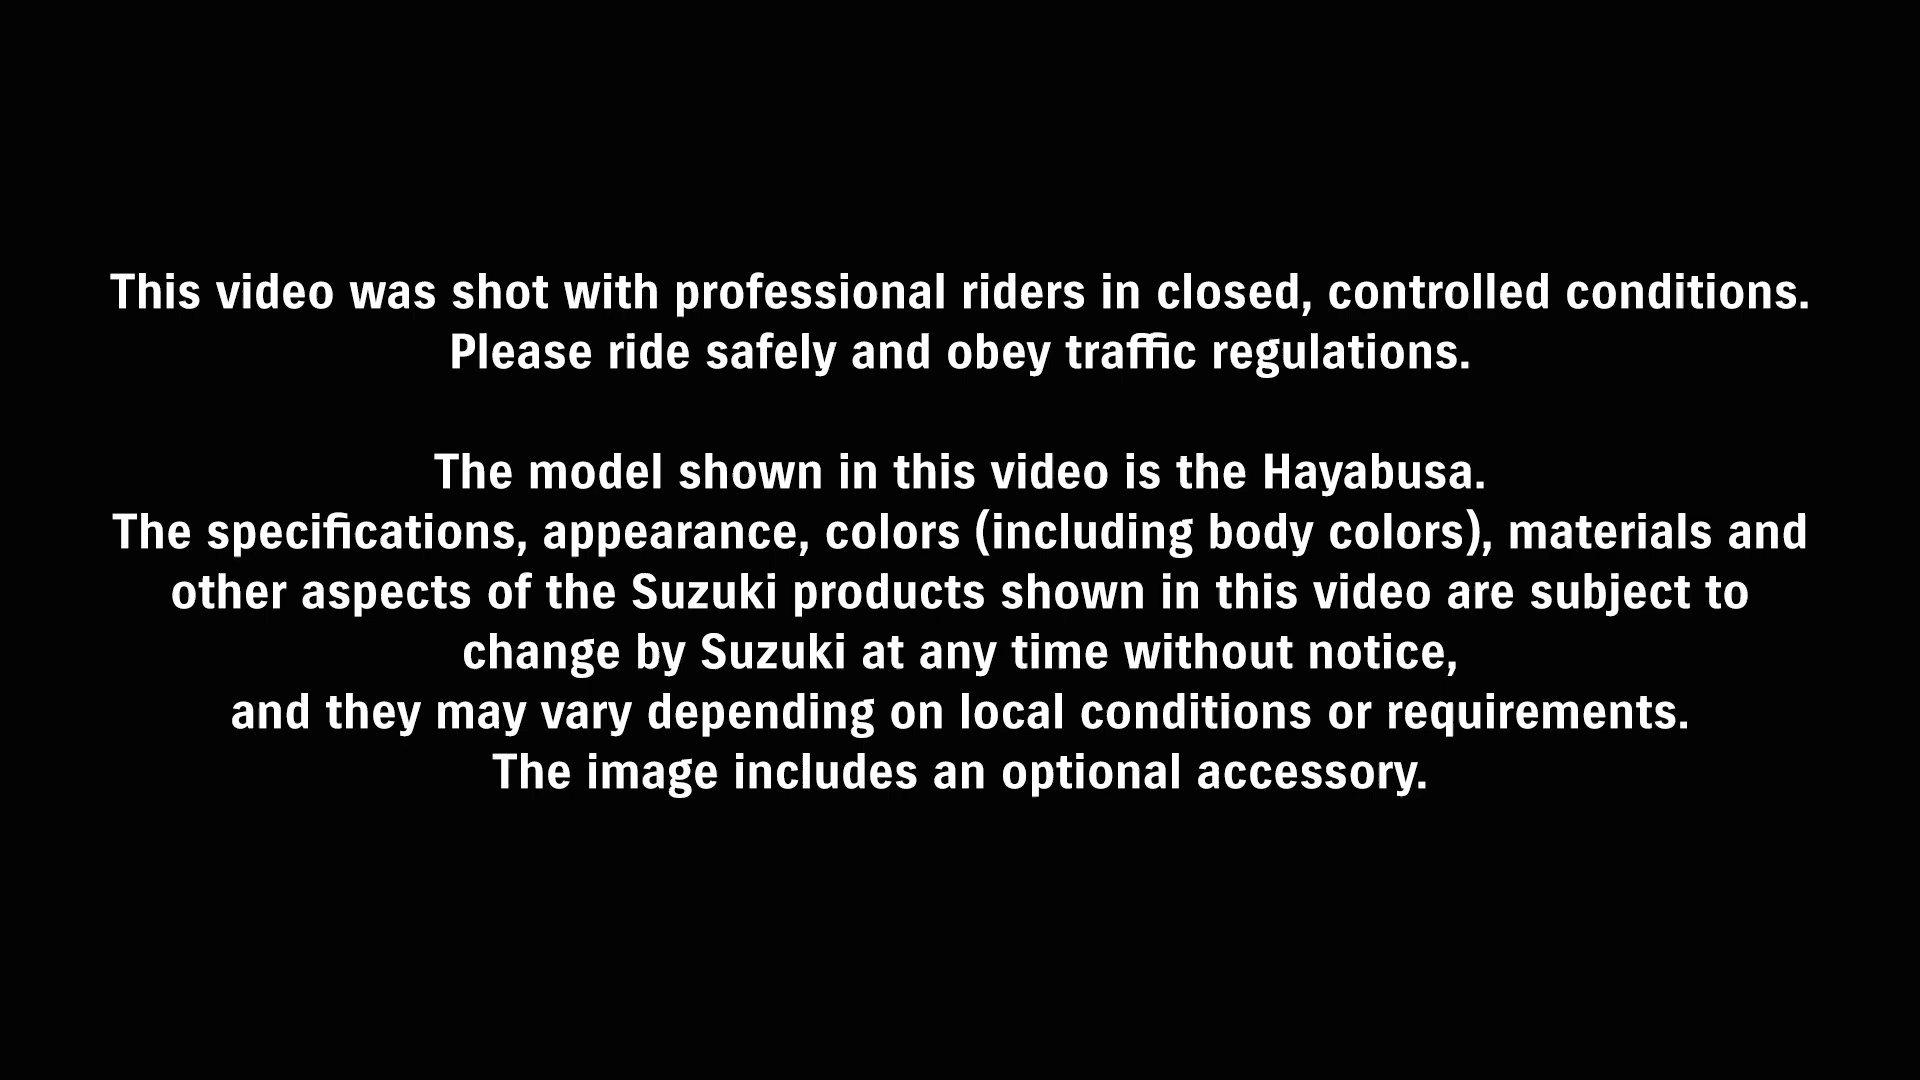 This video was shot with professional riders in closed, controlled conditions.
Please ride safely and obey traffic regulations.
The model shown in this video is the Hayabusa.
The specifications, appearance, colors (including body colors), materials and
other aspects of the Suzuki products shown in this video are subject to
change by Suzuki at any time without notice,
and they may vary depending on local conditions or requirements.
The image includes an optional accessory.